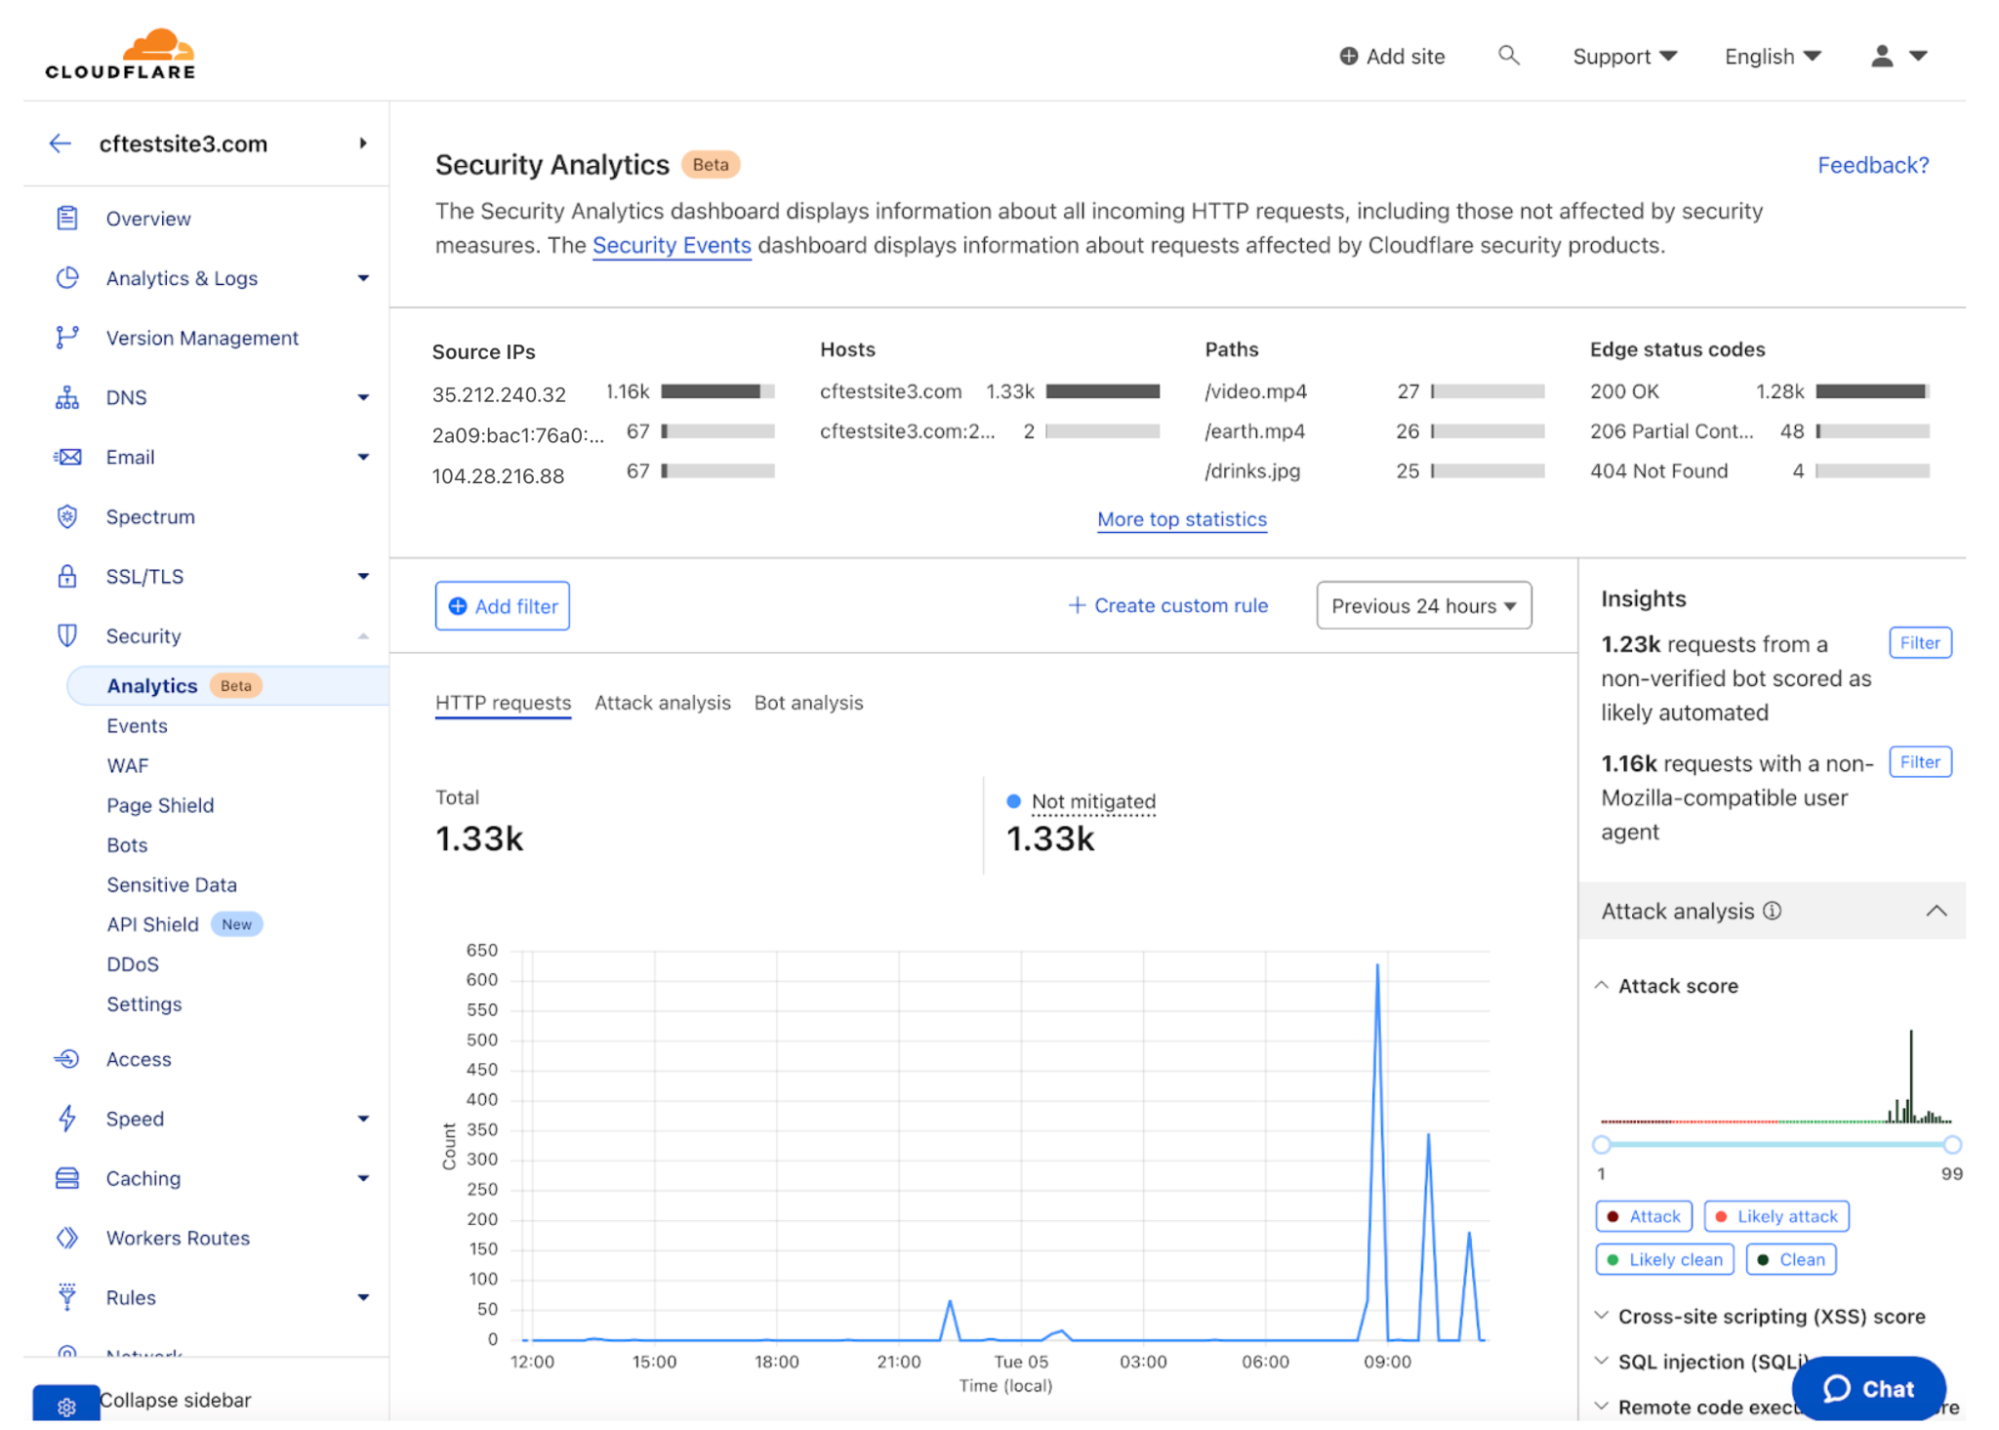 CLOUDFLARE
Add site
Support
English
cftestsite3.com
Overview
Analytics & Logs
Version Management
DNS
Email
Spectrum
SSL/TLS
Security
Analytics Beta
Events
WAF
Page Shield
Bots
Sensitive Data
API Shield New
DDoS
Settings
Access
Speed
Caching
Workers Routes
Rules
Network
Collapse sidebar
Security Analytics Beta
Feedback?
The Security Analytics dashboard displays information about all incoming HTTP requests, including those not affected by security
measures. The Security Events dashboard displays information about requests affected by Cloudflare security products.
Source IPs
35.212.240.32 1.16k
2a09:bac1:76a0:... 67
104.28.216.88 67
Hosts
cftestsite3.com 1.33k
cftestsite3.com:2... 2
Paths
/video.mp4 27
/earth.mp4 26
/drinks.jpg 25
Edge status codes
200 OK 1.28k
206 Partial Cont... 48
404 Not Found 4
More top statistics
Add filter
+ Create custom rule
Previous 24 hours
HTTP requests Attack analysis Bot analysis
Total
1.33k
Not mitigated
1.33k
650
600
550
500
450
400
350
300
250
200
150
100
50
0
Count
12:00 15:00 18:00 21:00 Tue 05 03:00 06:00 09:00
Time (local)
Insights
1.23k requests from a
non-verified bot scored as
likely automated
Filter
1.16k requests with a non-
Mozilla-compatible user
agent
Filter
Attack analysis
Attack score
1 99
Attack Likely attack
Likely clean Clean
Cross-site scripting (XSS) score
SQL injection (SQLi)
Remote code
Chat